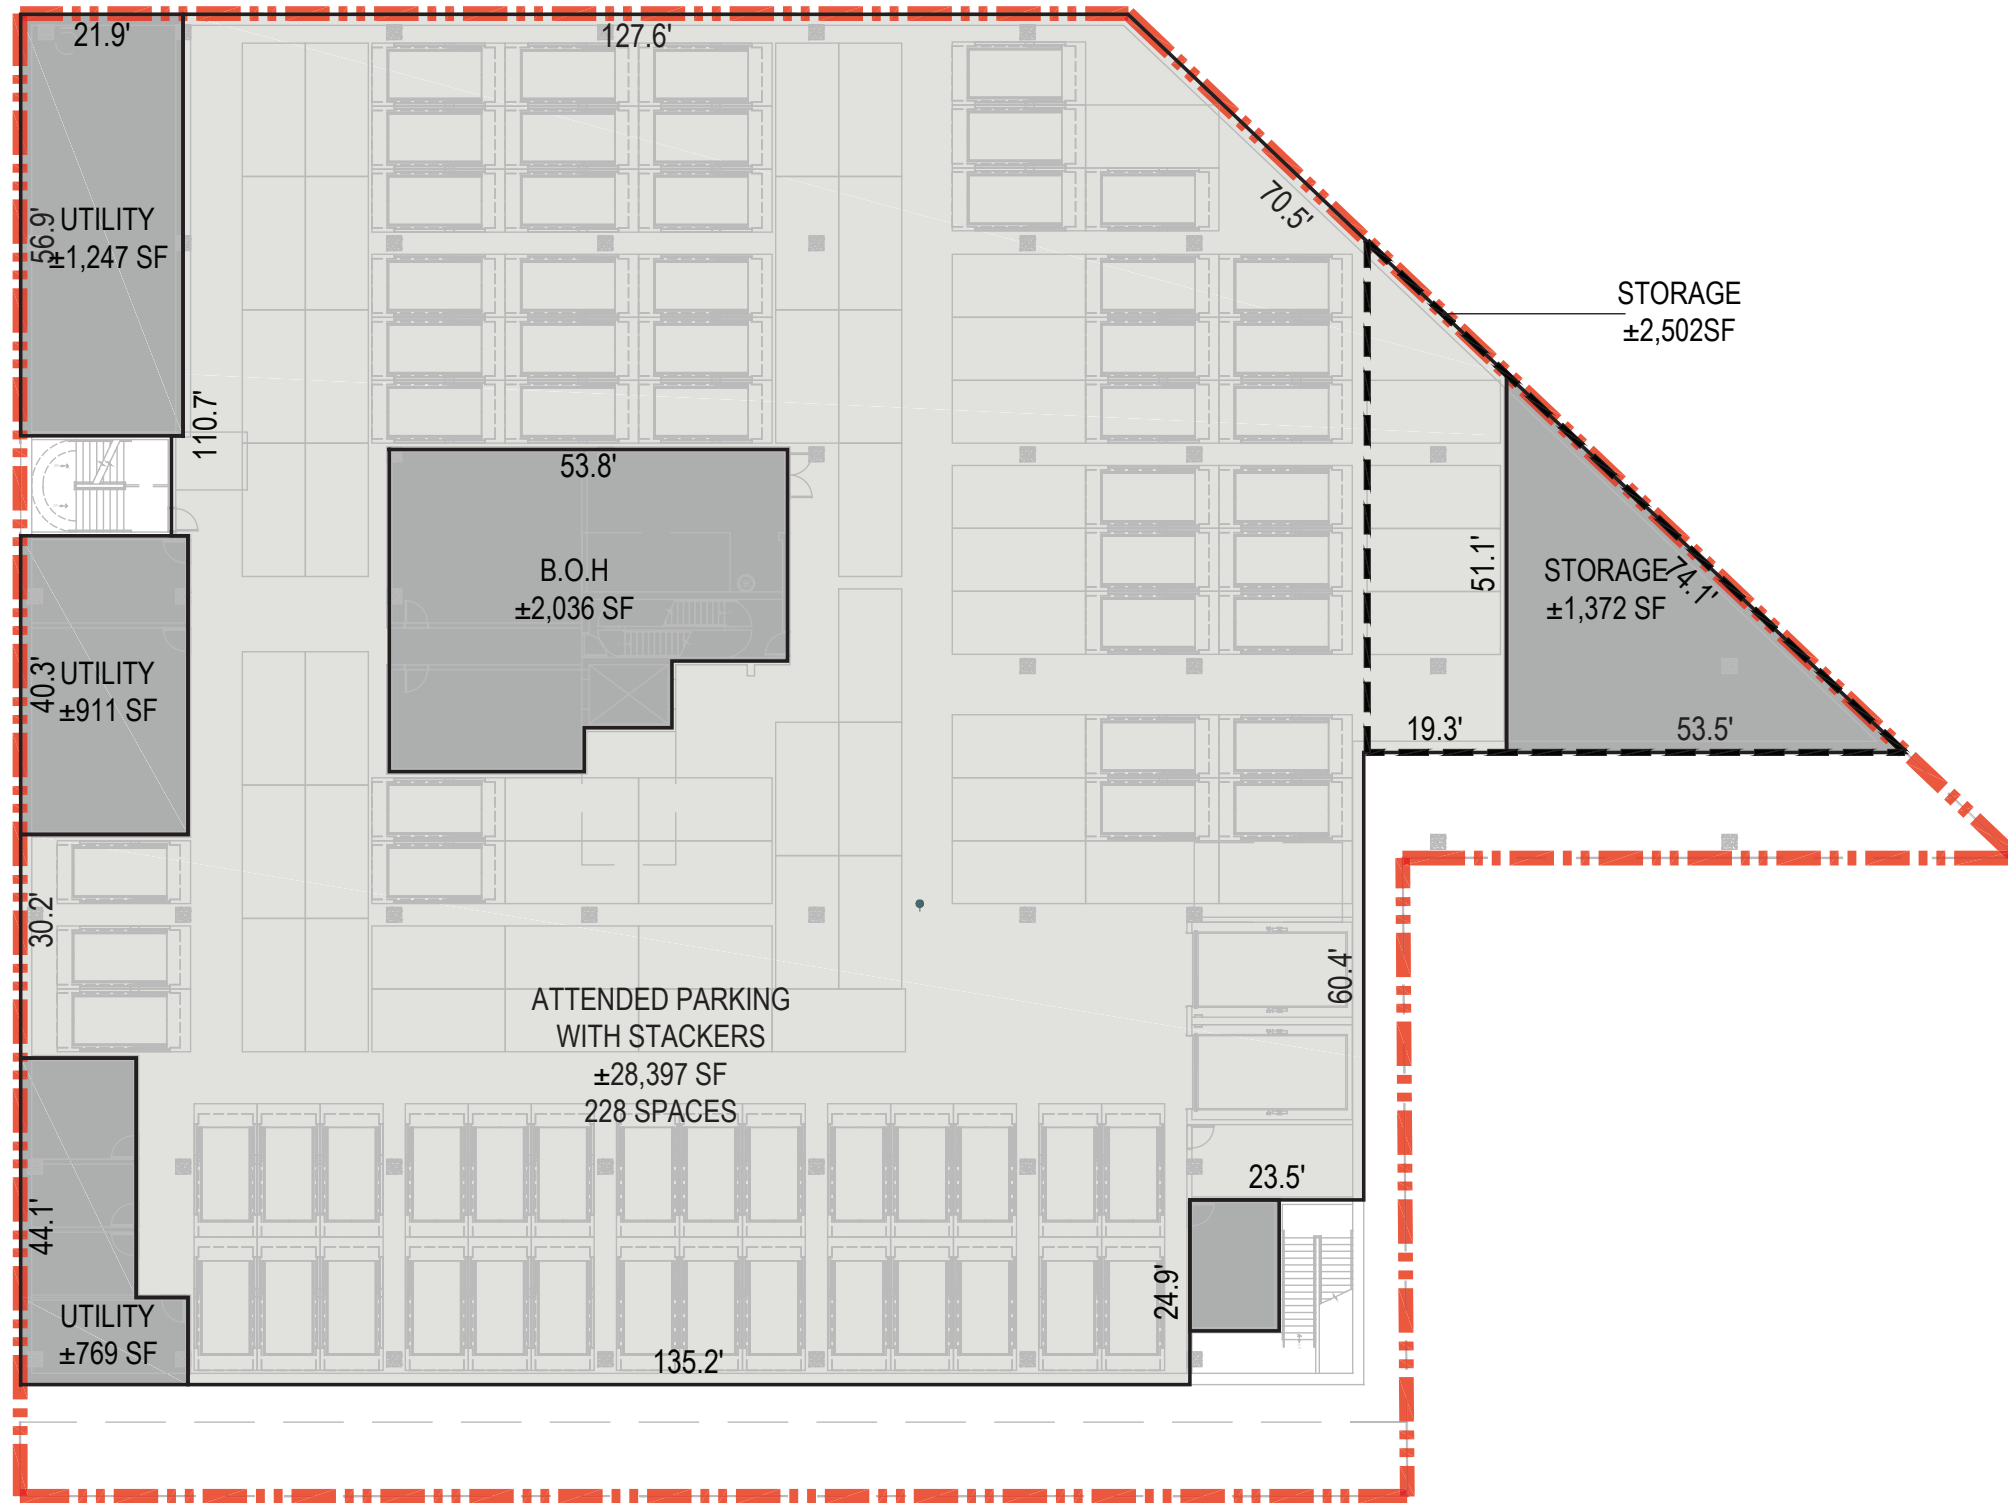 21.9'
127.6'
70.5'
UTILITY
±1,247 SF
56.9'
STORAGE
±2,502SF
110.7'
53.8'
B.O.H
±2,036 SF
51.1'
STORAGE
±1,372 SF
74.1'
UTILITY
±911 SF
40.3'
19.3'
53.5'
30.2'
60.4'
ATTENDED PARKING
WITH STACKERS
±28,397 SF
228 SPACES
23.5'
44.1'
24.9'
UTILITY
±769 SF
135.2'